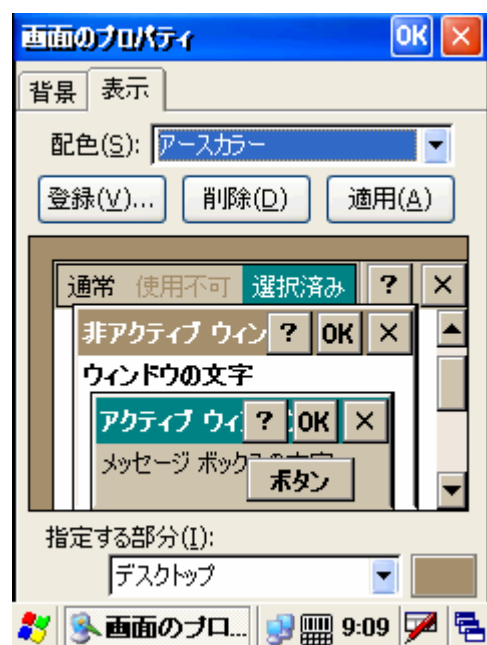 画面のプロパティ OK ×
背景 表示
配色(S): アースカラー
登録(V)... 削除(D) 適用(A)
通常 使用不可 選択済み ? ×
非アクティブ ウィン ? OK ×
ウィンドウの文字
アクティブ ウィ ? OK ×
メッセージ ボック
ボタン
指定する部分(I):
デスクトップ
画面のプロ... 9:09